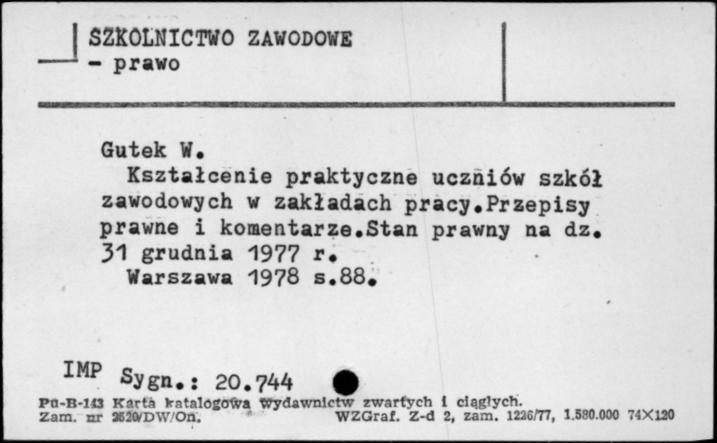 SZKOLNICTWO ZAWODOWE
- prawo
Gutek W.
Kształcenie praktyczne uczniów szkół
zawodowych w zakładach pracy.Przepisy
prawne i komentarze.Stan prawny na dz.
31 grudnia 1977 r.
Warszawa 1978 s.88.
IMP Sygn.: 20.744
Pu-B-143 Karta katalogowa wydawnictw zwartych i ciągłych.
Zam. nr 2620/DW/On. WZGraf. Z-d 2, zam. 1226/77, 1.580.000 74X120